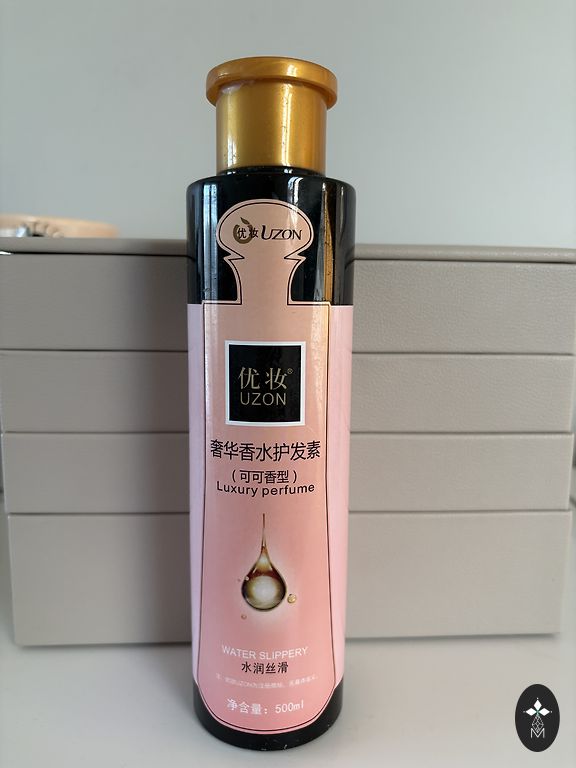 优妆 UZON
优妆®
UZON
奢华香水护发素
（可可香型）
Luxury perfume
WATER SLIPPERY
水润丝滑
净含量：500ml
M